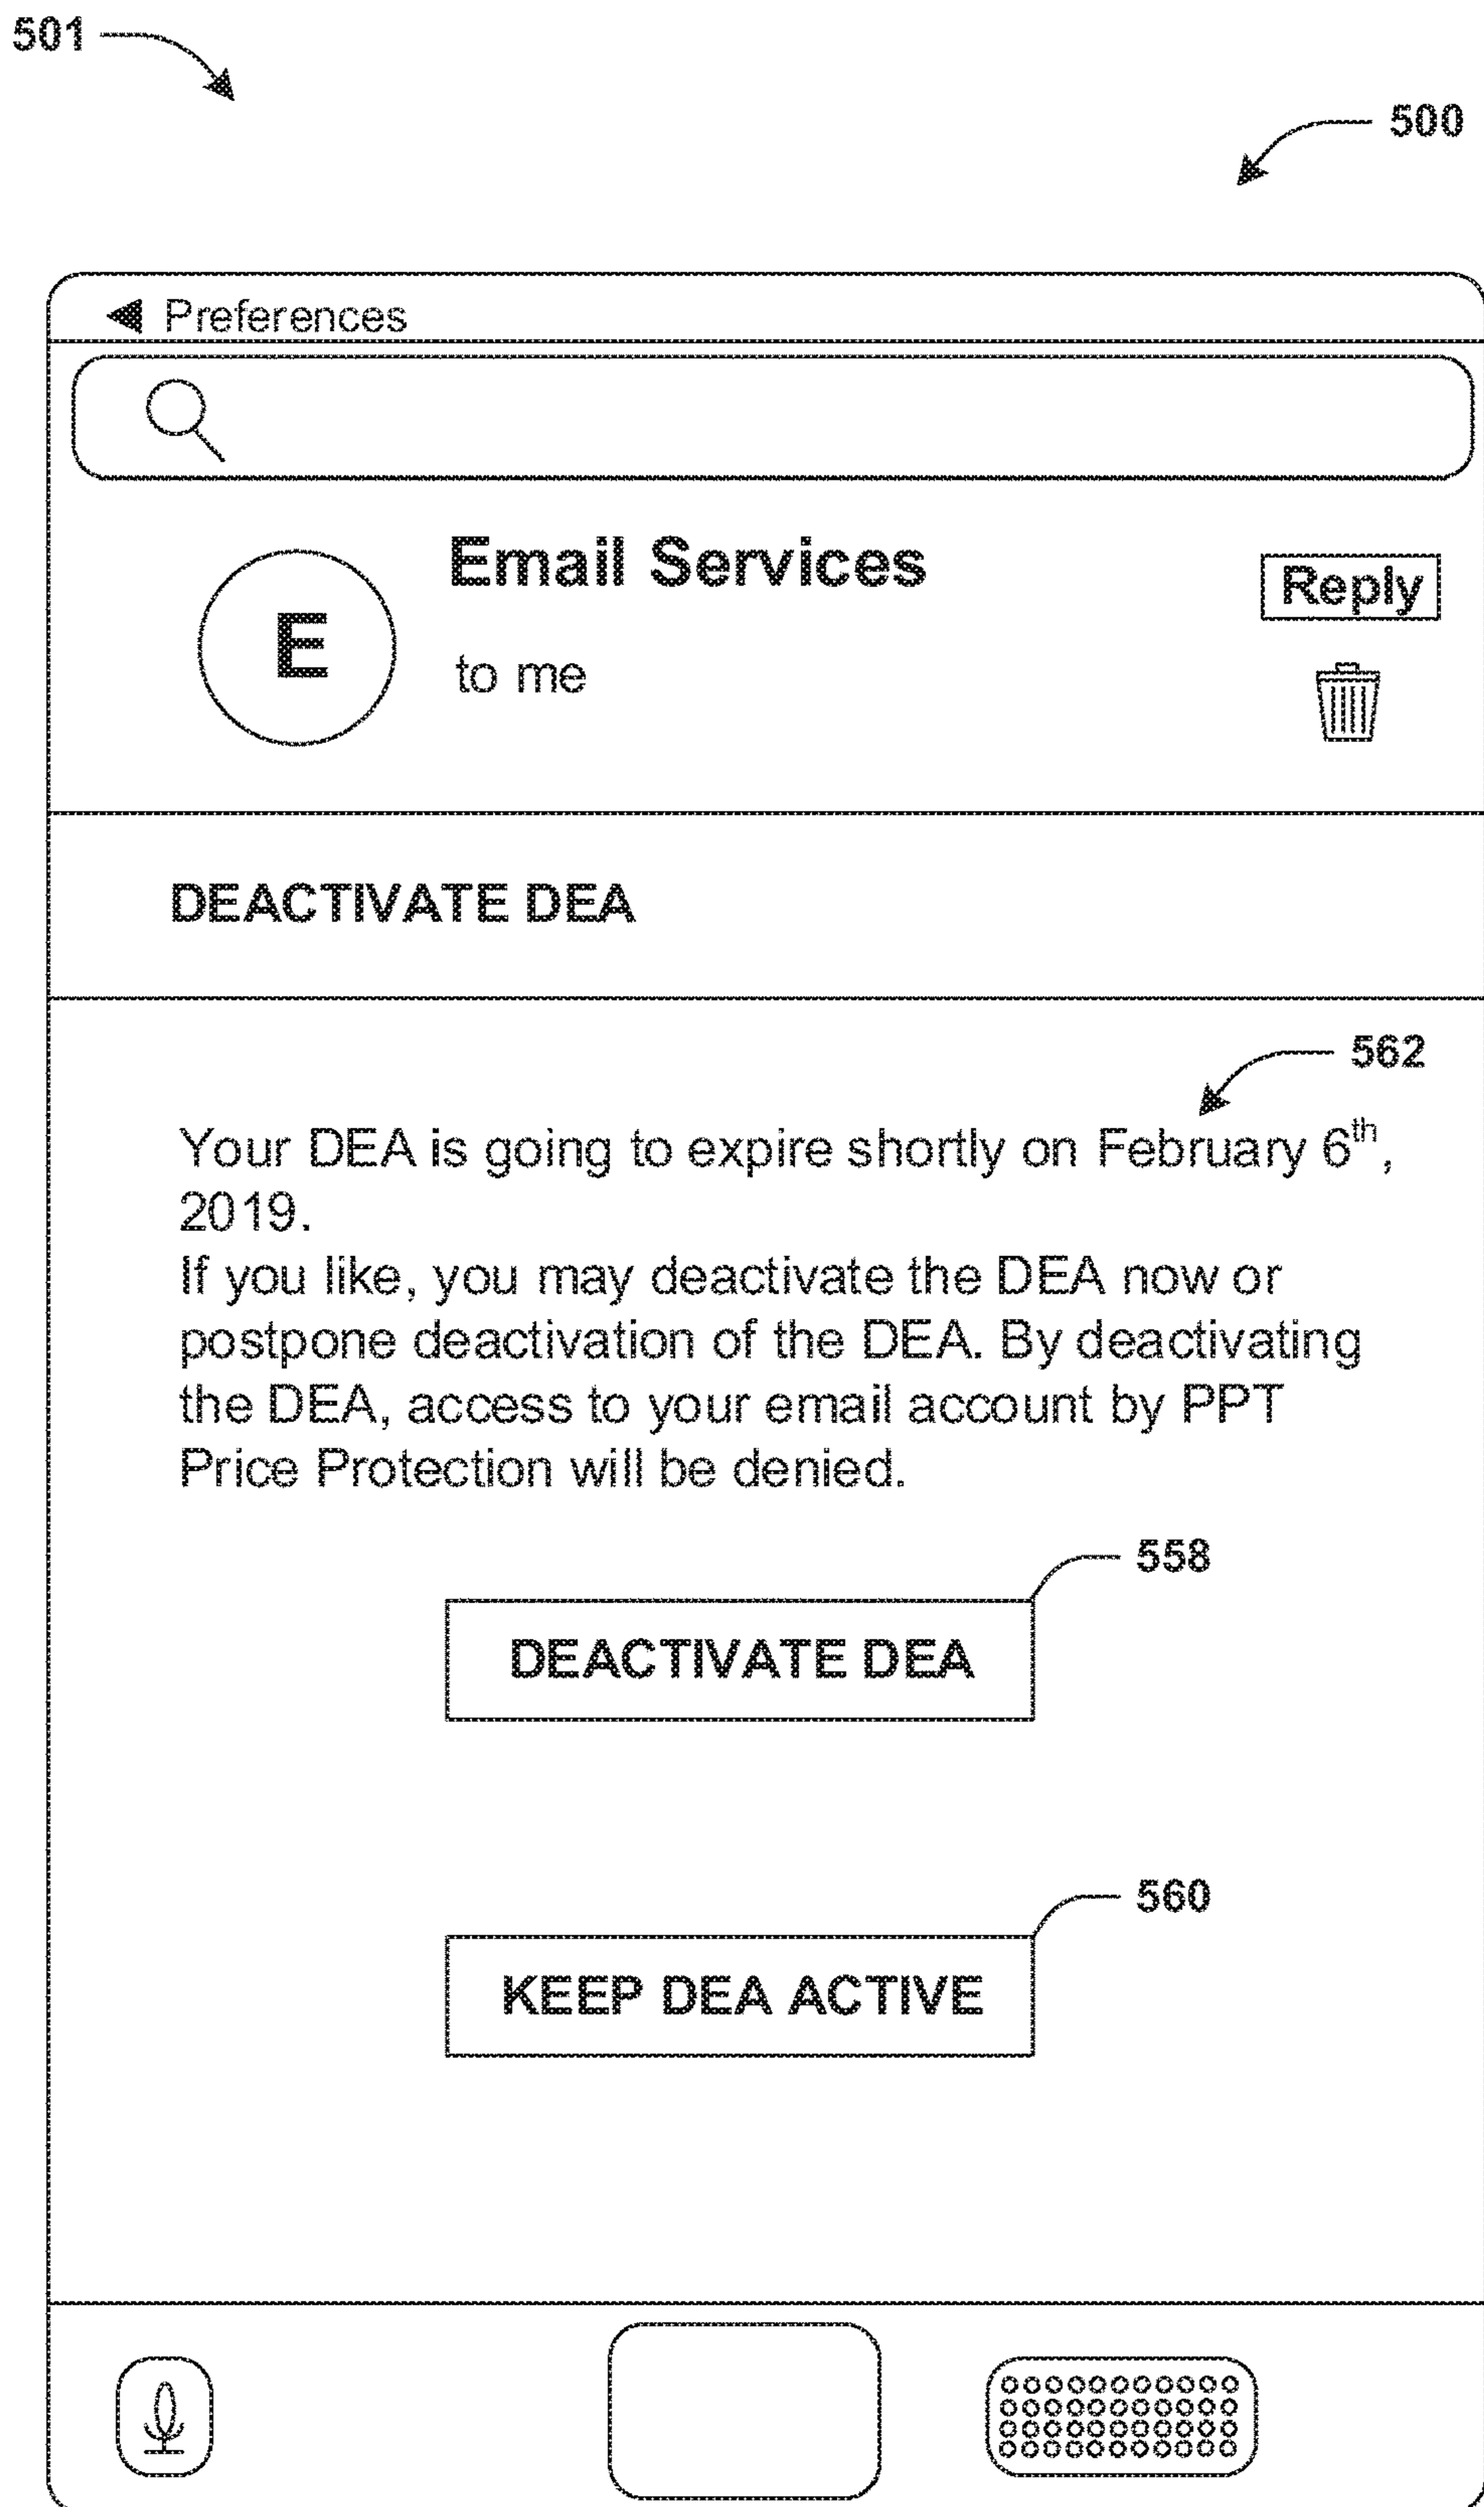 501
500
Preferences
Email Services
Reply
E
to me
DEACTIVATE DEA
562
Your DEA is going to expire shortly on February 6th,
2019.
If you like, you may deactivate the DEA now or
postpone deactivation of the DEA. By deactivating
the DEA, access to your email account by PPT
Price Protection will be denied.
558
DEACTIVATE DEA
560
KEEP DEA ACTIVE